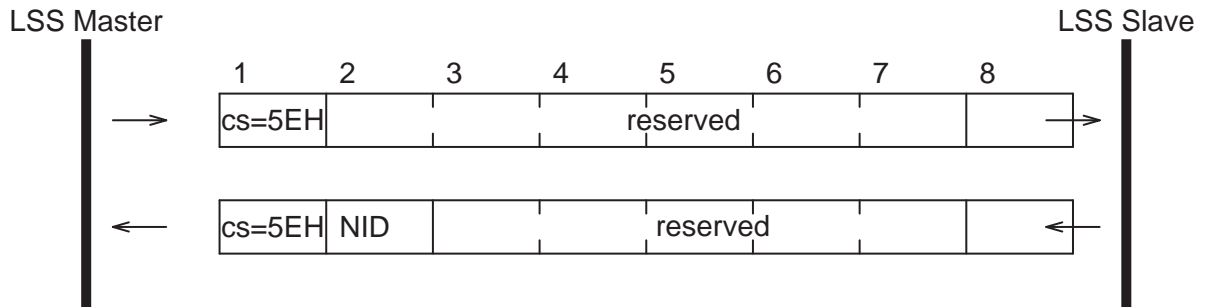 LSS Master LSS Slave
1 2 3 4 5 6 7 8
cs=5EH reserved
cs=5EH NID reserved